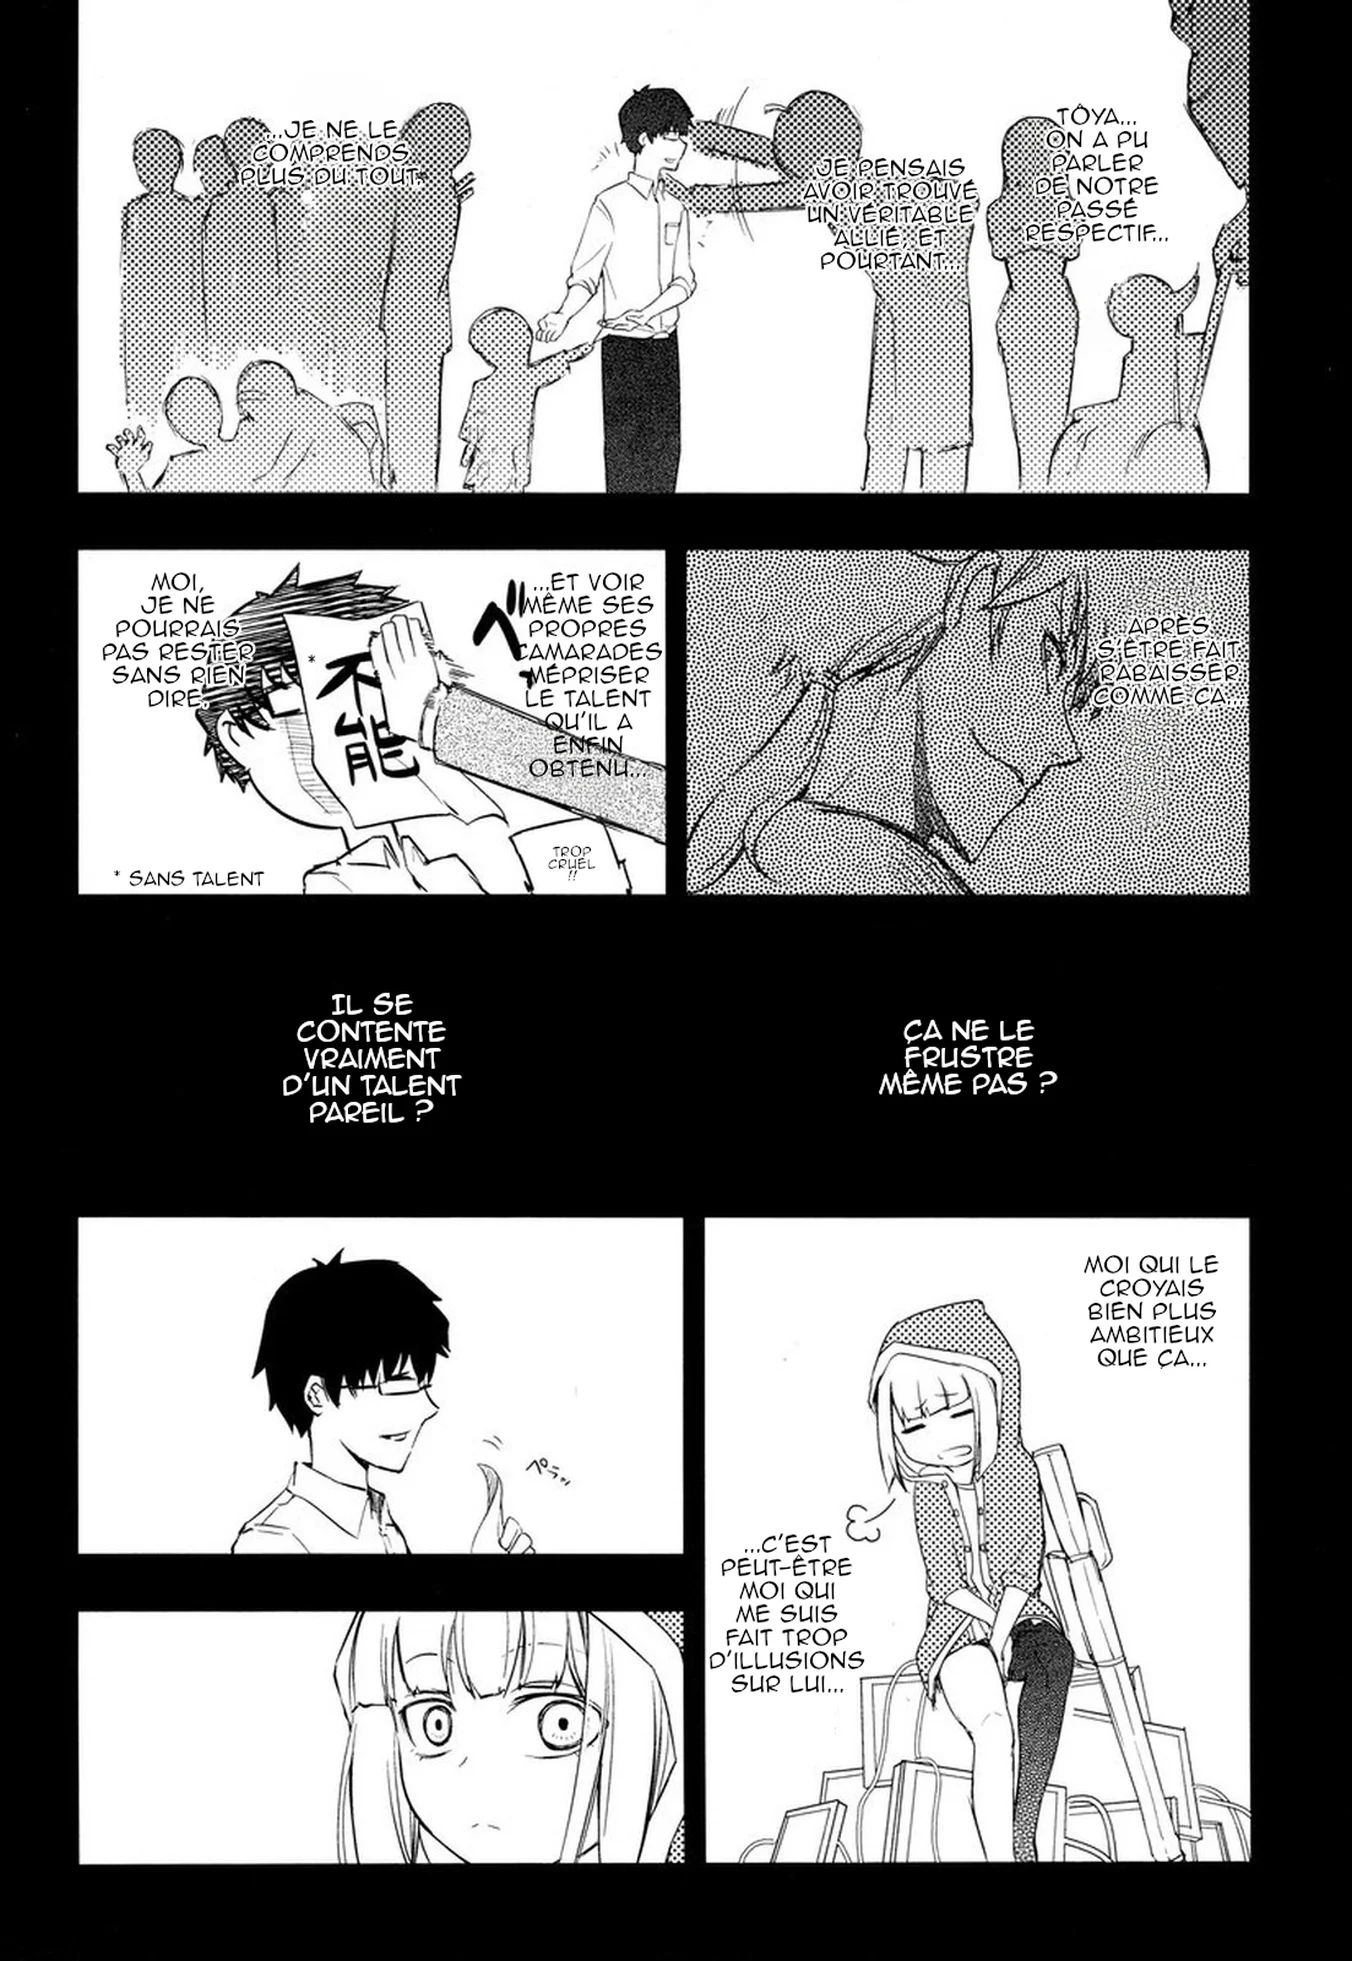 TÔYA...
ON A PU
PARLER
DE NOTRE
PASSÉ
RESPECTIF...
JE PENSAIS
AVOIR TROUVÉ
UN VÉRITABLE
ALLIÉ, ET
POURTANT...
...JE NE LE
COMPRENDS
PLUS DU TOUT.
APRÈS
S'ÊTRE FAIT
RABAISSER
COMME ÇA...
...ET VOIR
MÊME SES
PROPRES
CAMARADES
MÉPRISER
LE TALENT
QU'IL A
ENFIN
OBTENU...
べ
*
不能
TROP
CRUEL
!!
MOI,
JE NE
POURRAIS
PAS RESTER
SANS RIEN
DIRE.
* SANS TALENT
ÇA NE LE
FRUSTRE
MÊME PAS ?
IL SE
CONTENTE
VRAIMENT
D'UN TALENT
PAREIL ?
MOI QUI LE
CROYAIS
BIEN PLUS
AMBITIEUX
QUE ÇA...
...C'EST
PEUT-ÊTRE
MOI QUI
ME SUIS
FAIT TROP
D'ILLUSIONS
SUR LUI...
ペラッ